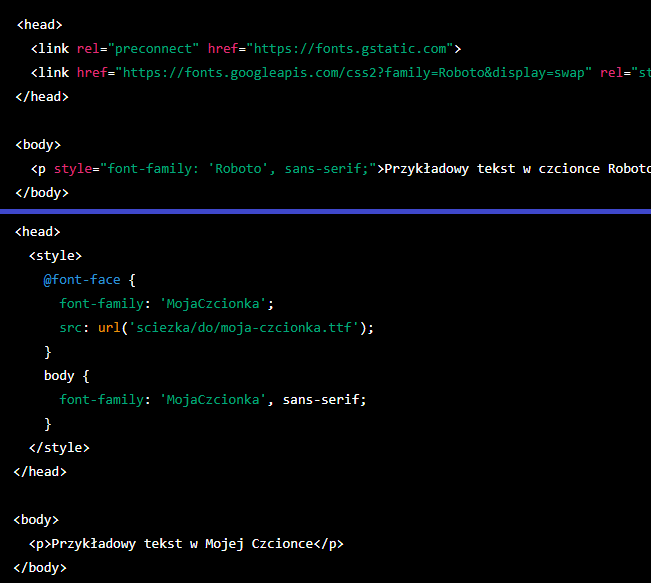 <head>
<link rel="preconnect" href="https://fonts.gstatic.com">
<link href="https://fonts.googleapis.com/css2?family=Roboto&display=swap" rel="st
</head>
<body>
<p style="font-family: 'Roboto', sans-serif;">Przykładowy tekst w czcionce Roboto
</body>
<head>
<style>
@font-face {
font-family: 'MojaCzcionka';
src: url('sciezka/do/moja-czcionka.ttf');
}
body {
font-family: 'MojaCzcionka', sans-serif;
}
</style>
</head>
<body>
<p>Przykładowy tekst w Mojej Czcionce</p>
</body>